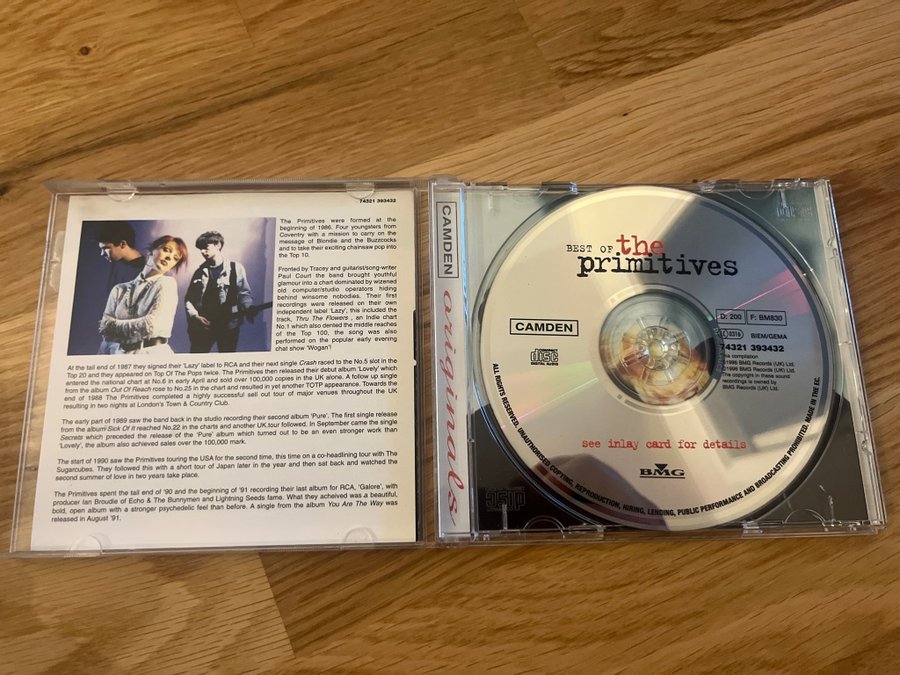 74321 393432
The Primitives were formed at the
beginning of 1986. Four youngsters from
Coventry with a mission to carry on the
message of Blondie and the Buzzcocks
and to take their exciting chainsaw pop into
the Top 10.
Fronted by Tracey and guitarist/song-writer
Paul Court the band brought youthful
glamour into a chart dominated by wizened
old computer/studio operators hiding
behind winsome nobodies. Their first
recordings were released on their own
independent label 'Lazy', this included the
track, Thru The Flowers , an Indie chart
No.1 which also dented the middle reaches
of the Top 100, the song was also
performed on the popular early evening
chat show 'Wogan'!
At the tail end of 1987 they signed their 'Lazy' label to RCA and their next single Crash raced to the No.5 slot in the
Top 20 and they appeared on Top Of The Pops twice. The Primitives then released their debut album 'Lovely' which
entered the national chart at No.6 in early April and sold over 100,000 copies in the UK alone. A follow up single
from the album Out Of Reach rose to No.25 in the chart and resulted in yet another TOTP appearance. Towards the
end of 1988 The Primitives completed a highly successful sell out tour of major venues throughout the UK
resulting in two nights at London's Town & Country Club.
The early part of 1989 saw the band back in the studio recording their second album 'Pure'. The first single release
from the album Sick Of It reached No.22 in the charts and another UK tour followed. In September came the single
Secrets which preceded the release of the 'Pure' album which turned out to be an even stronger work than
'Lovely', the album also achieved sales over the 100,000 mark.
The start of 1990 saw the Primitives touring the USA for the second time, this time on a co-headlining tour with The
Sugarcubes. They followed this with a short tour of Japan later in the year and then sat back and watched the
second summer of love in two years take place.
The Primitives spent the tail end of '90 and the beginning of '91 recording their last album for RCA, 'Galore', with
producer Ian Broudie of Echo & The Bunnymen and Lightning Seeds fame. What they acheived was a beautiful,
bold, open album with a stronger psychedelic feel than before. A single from the album You Are The Way was
released in August '91.
CAMDEN originals
BEST OF the
primitives
CAMDEN
COMPACT disc
DIGITAL AUDIO
D: 200 F: BM830
LC 0316 BIEM/GEMA
74321 393432
This compilation
℗1996 BMG Records (UK) Ltd.
©1996 BMG Records (UK) Ltd.
The copyright in these sound
recordings is owned by
BMG Records (UK) Ltd.
see inlay card for details
BMG
ALL RIGHTS RESERVED. UNAUTHORISED COPYING, REPRODUCTION, HIRING, LENDING, PUBLIC PERFORMANCE AND BROADCASTING PROHIBITED. MADE IN THE EC.
disc